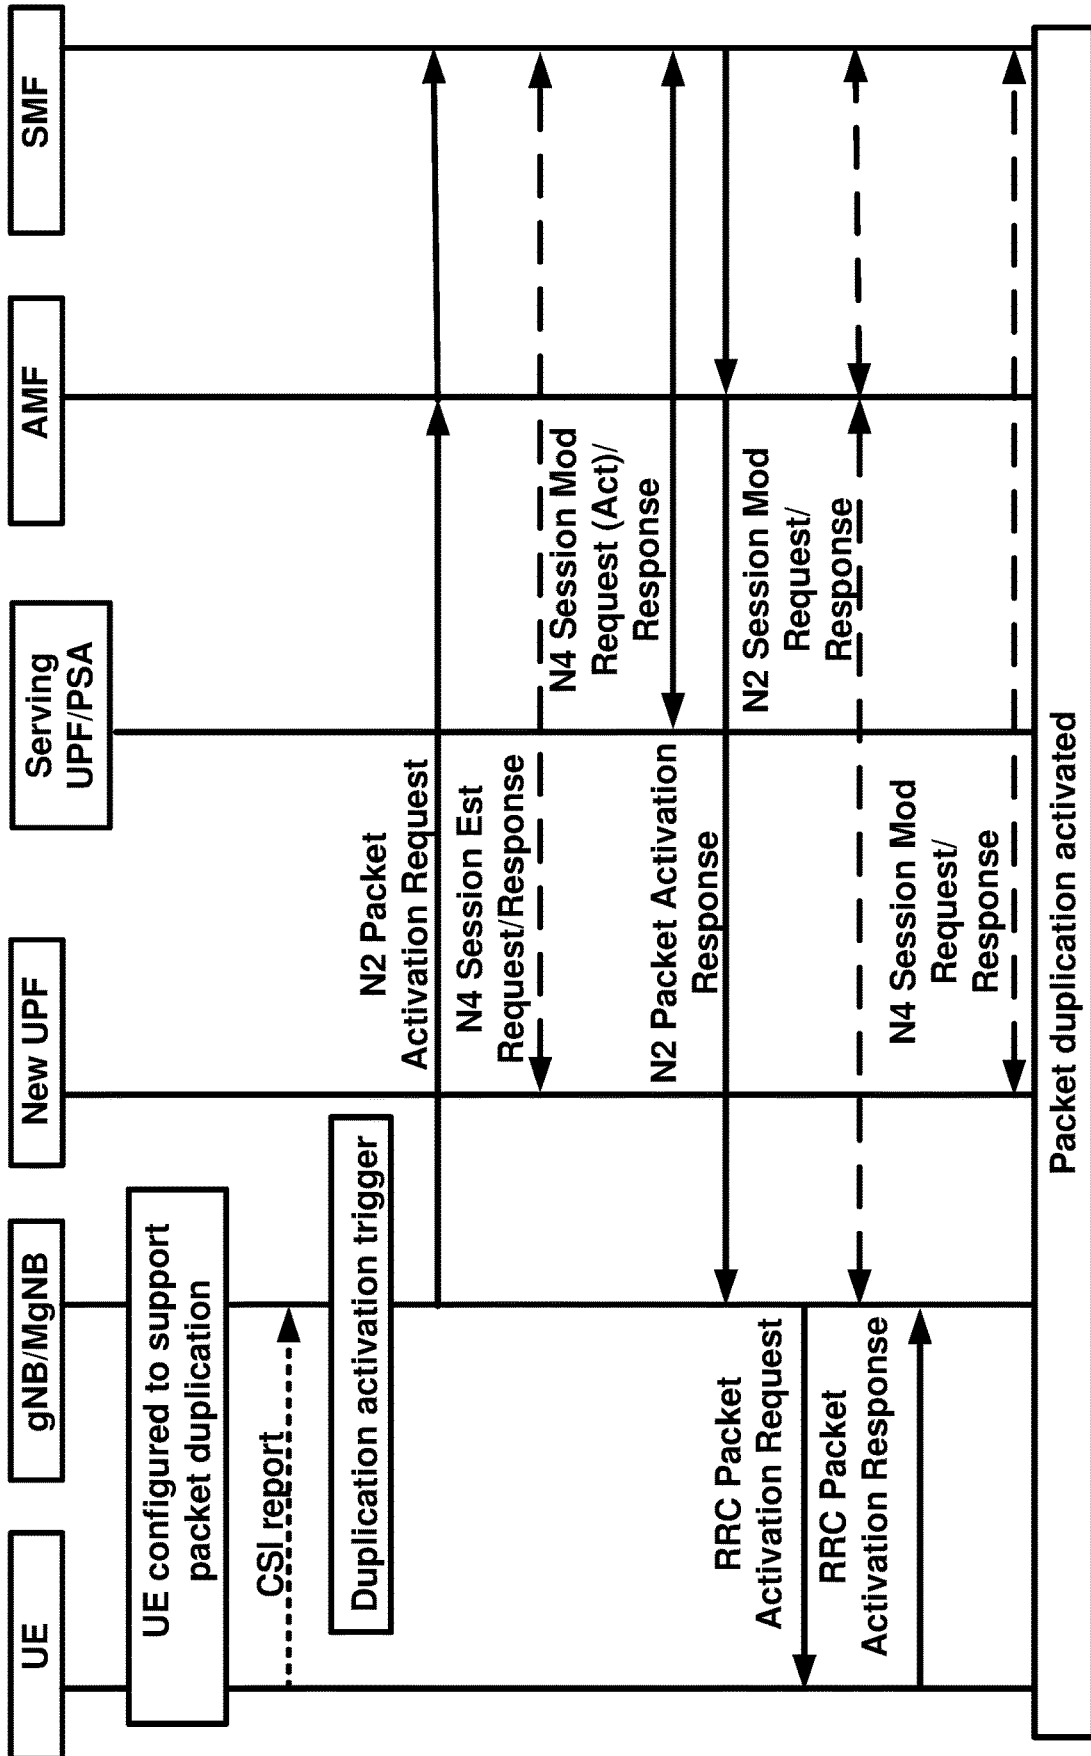 UE
gNB/MgNB
New UPF
Serving
UPF/PSA
AMF
SMF
UE configured to support
packet duplication
CSI report
Duplication activation trigger
N2 Packet
Activation Request
N4 Session Est
Request/Response
N4 Session Mod
Request (Act)/
Response
N2 Packet Activation
Response
RRC Packet
Activation Request
N2 Session Mod
Request/
Response
RRC Packet
Activation Response
N4 Session Mod
Request/
Response
Packet duplication activated